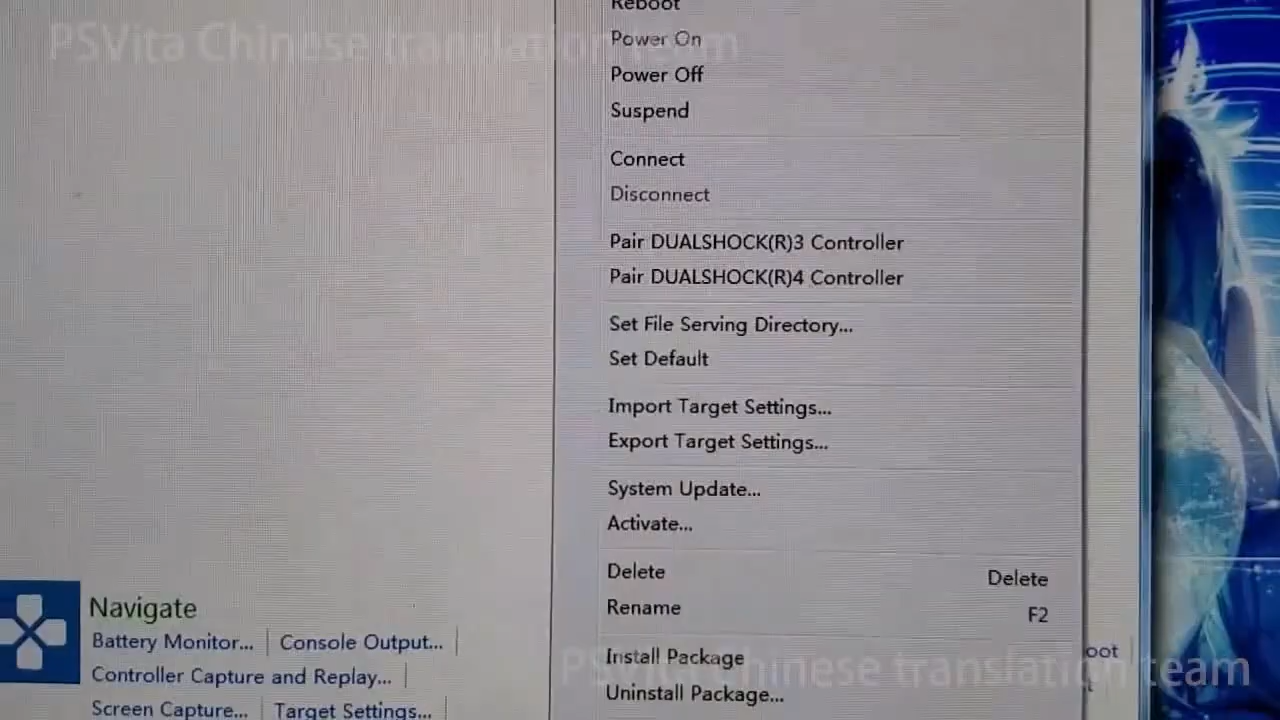 PSVita Chinese translation team
Reboot
Power On
Power Off
Suspend
Connect
Disconnect
Pair DUALSHOCK(R)3 Controller
Pair DUALSHOCK(R)4 Controller
Set File Serving Directory...
Set Default
Import Target Settings...
Export Target Settings...
System Update...
Activate...
Delete Delete
Rename F2
Install Package
Uninstall Package...
Navigate
Battery Monitor... Console Output...
Controller Capture and Replay...
Screen Capture... Target Settings...
oot
PSVita Chinese translation team